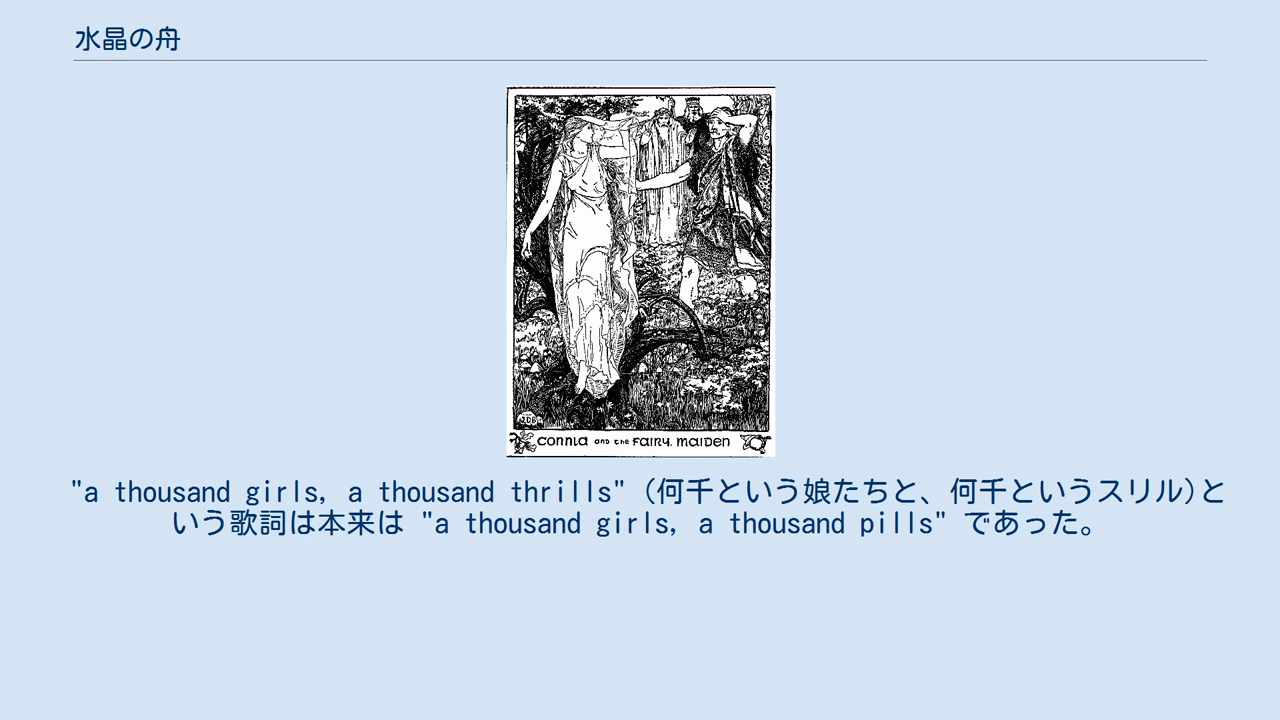 水晶の舟
JDB
connla and the fairy. maiden
"a thousand girls, a thousand thrills" (何千という娘たちと、何千というスリル)と
いう歌詞は本来は "a thousand girls, a thousand pills" であった。